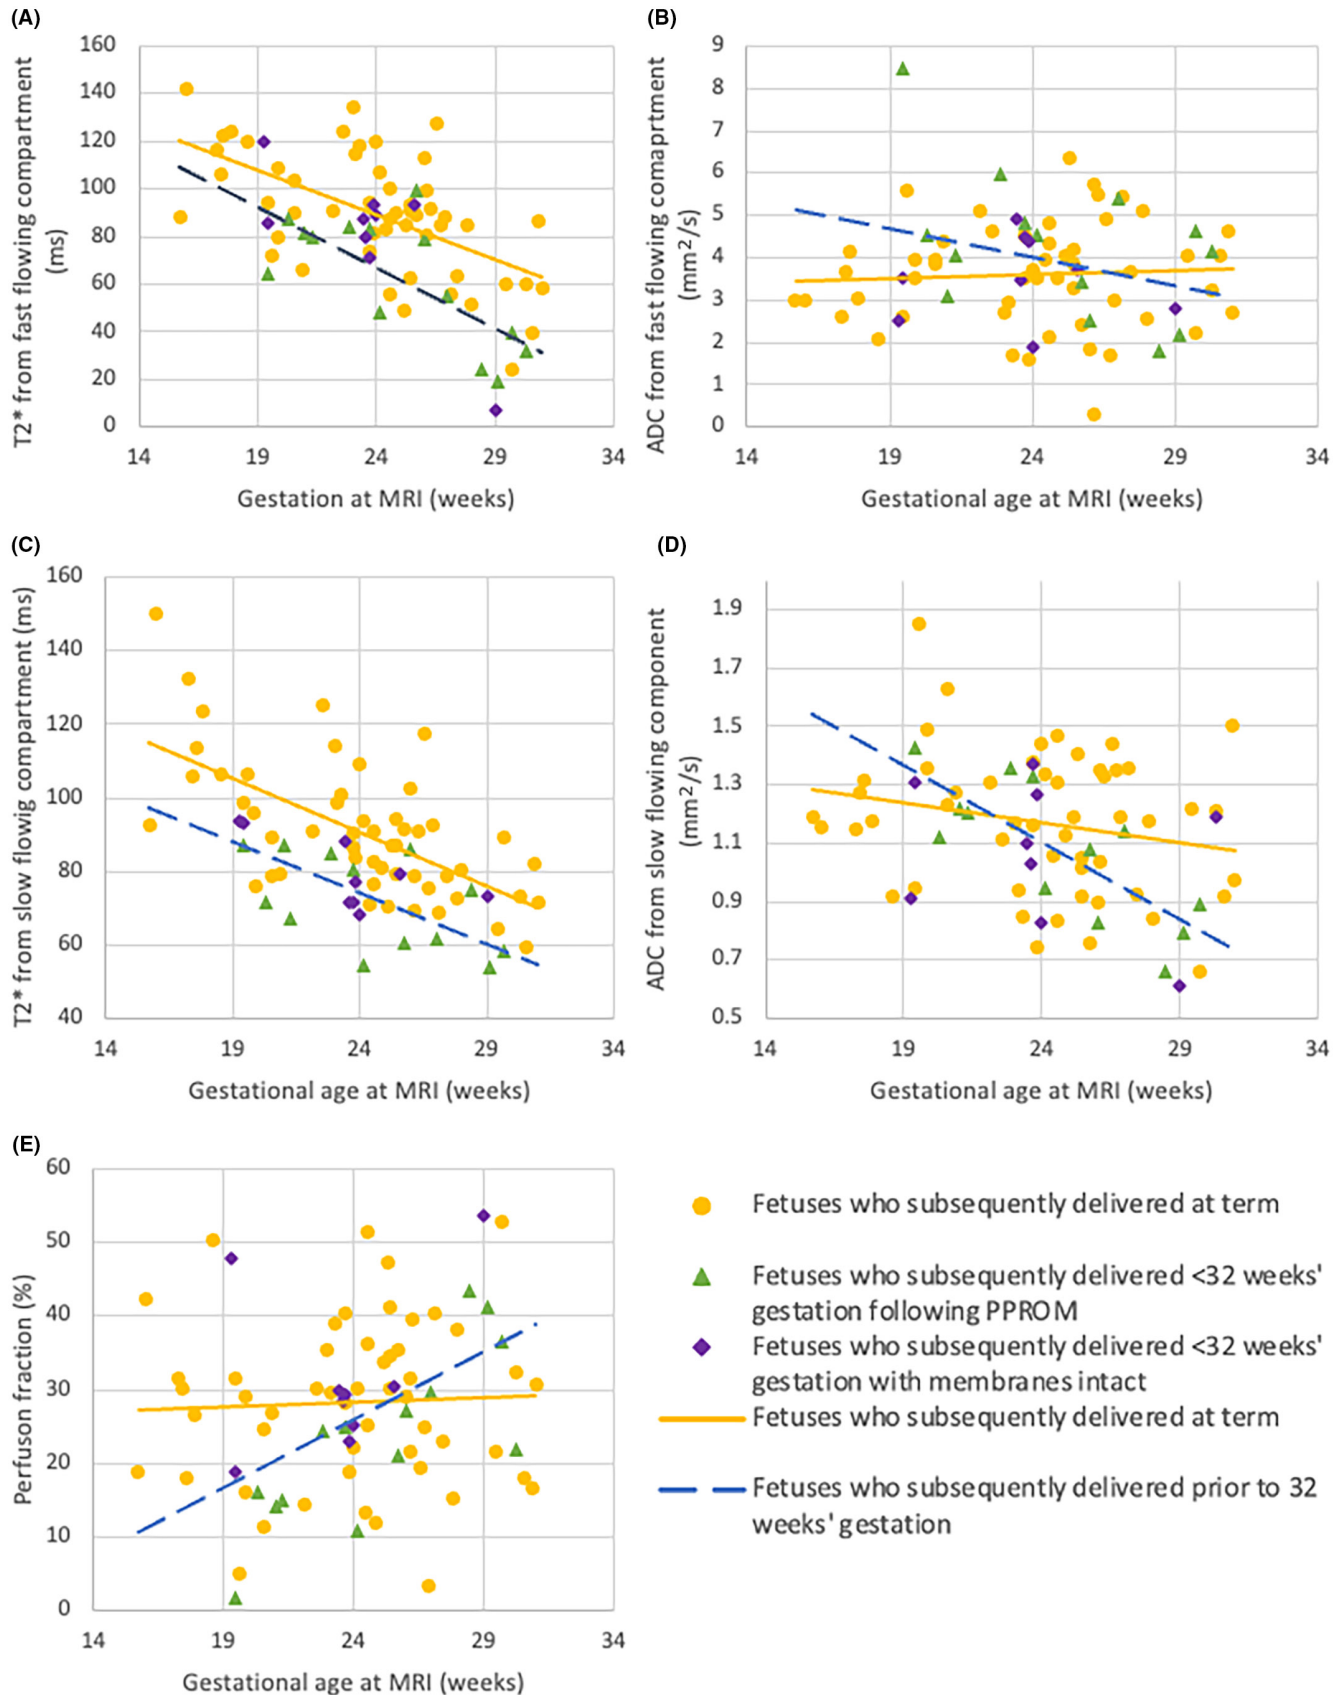 (A)
160
140
120
100
80
60
40
20
0
14 19 24 29 34
Gestation at MRI (weeks)
T2* from fast flowing compartment
(ms)
(B)
9
8
7
6
5
4
3
2
1
0
14 19 24 29 34
Gestational age at MRI (weeks)
ADC from fast flowing comaprtment
(mm²/s)
(C)
160
140
120
100
80
60
40
14 19 24 29 34
Gestational age at MRI (weeks)
T2* from slow flowig compartment (ms)
(D)
1.9
1.7
1.5
1.3
1.1
0.9
0.7
0.5
14 19 24 29 34
Gestational age at MRI (weeks)
ADC from slow flowing component
(mm²/s)
(E)
60
50
40
30
20
10
0
14 19 24 29 34
Gestational age at MRI (weeks)
Perfuson fraction (%)
Fetuses who subsequently delivered at term
Fetuses who subsequently delivered <32 weeks'
gestation following PPROM
Fetuses who subsequently delivered <32 weeks'
gestation with membranes intact
Fetuses who subsequently delivered at term
Fetuses who subsequently delivered prior to 32
weeks' gestation